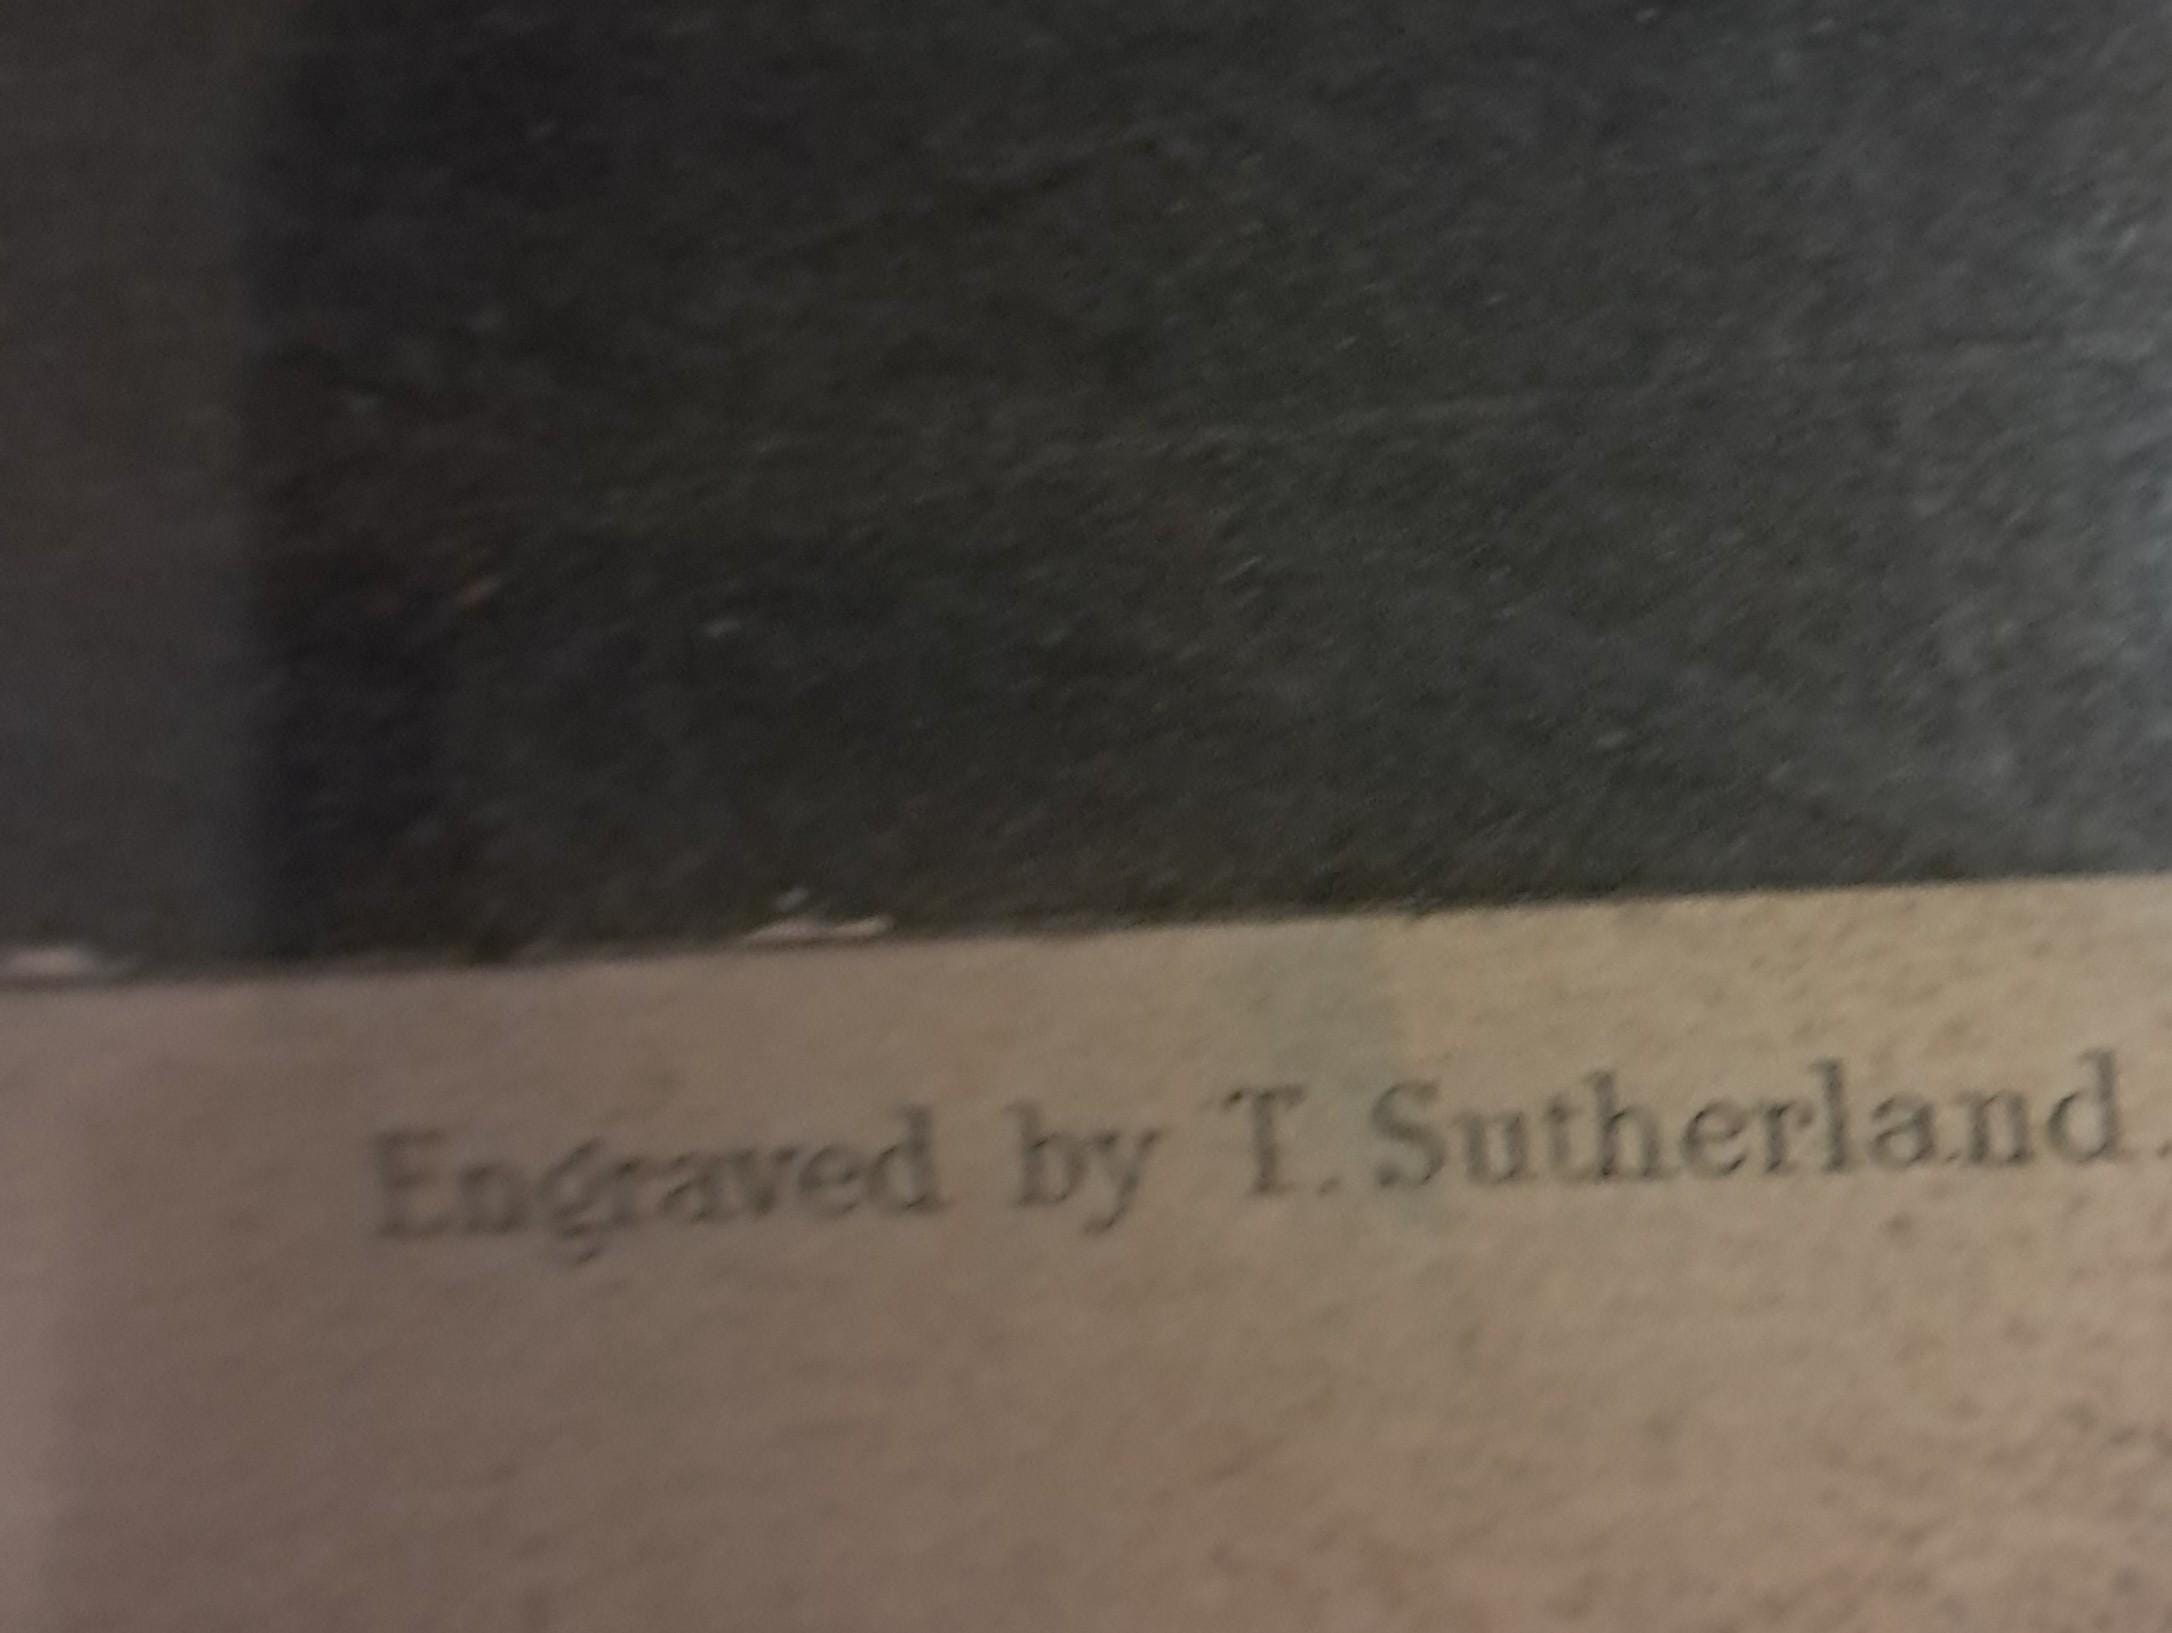 Engraved by T. Sutherland.